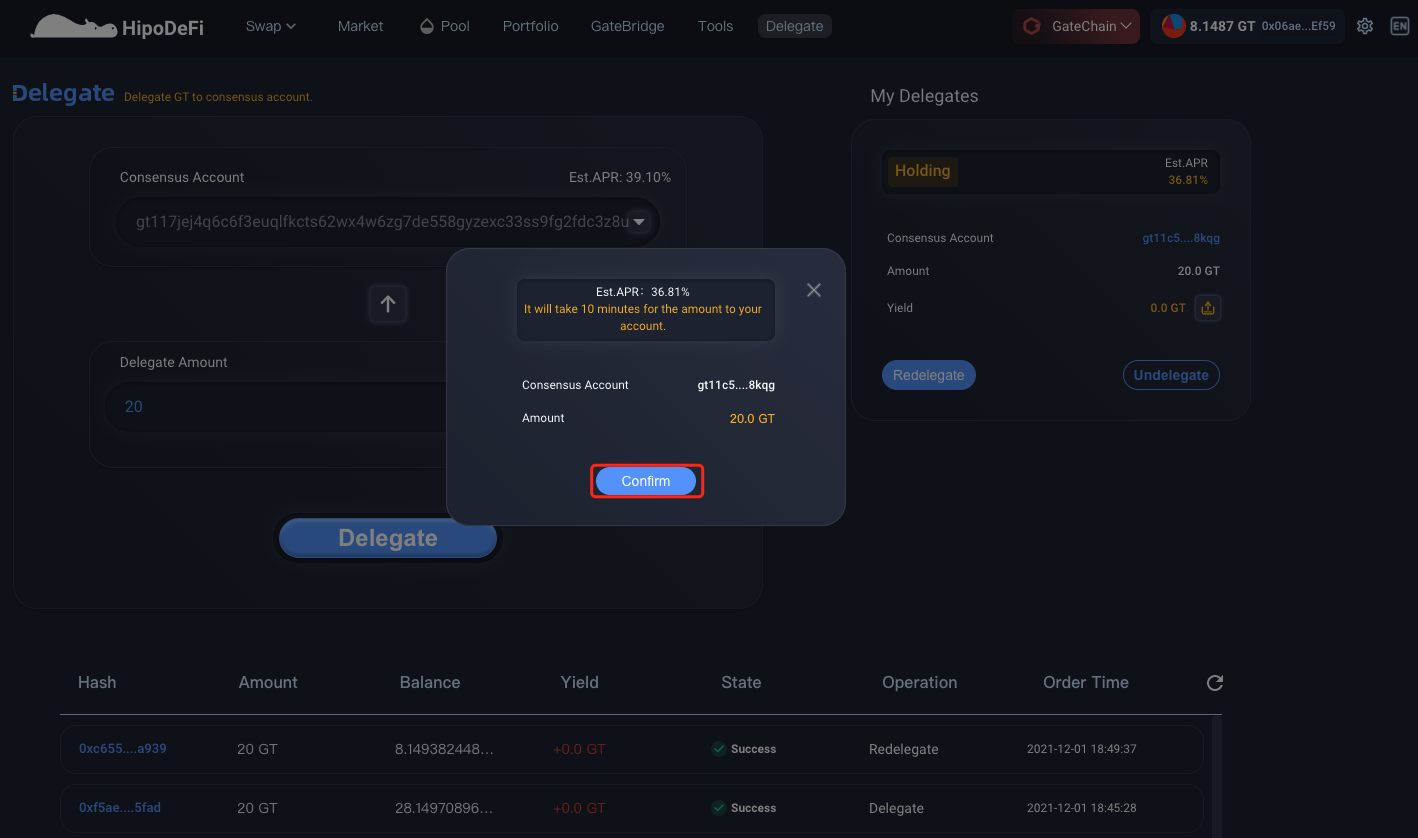 HipoDeFi
Swap
Market
Pool
Portfolio
GateBridge
Tools
Delegate
GateChain
8.1487 GT 0x06ae...Ef59
EN
Delegate Delegate GT to consensus account.
Consensus Account Est.APR: 39.10%
gt117jej4q6c6f3euqlfkcts62wx4w6zg7de558gyzexc33ss9fg2fdc3z8u
Delegate Amount
20
Delegate
Est.APR: 36.81%
It will take 10 minutes for the amount to your
account.
Consensus Account gt11c5....8kqg
Amount 20.0 GT
Confirm
My Delegates
Holding
Est.APR
36.81%
Consensus Account gt11c5....8kqg
Amount 20.0 GT
Yield 0.0 GT
Redelegate Undelegate
Hash Amount Balance Yield State Operation Order Time
0xc655....a939 20 GT 8.149382448... +0.0 GT Success Redelegate 2021-12-01 18:49:37
0xf5ae....5fad 20 GT 28.14970896... +0.0 GT Success Delegate 2021-12-01 18:45:28